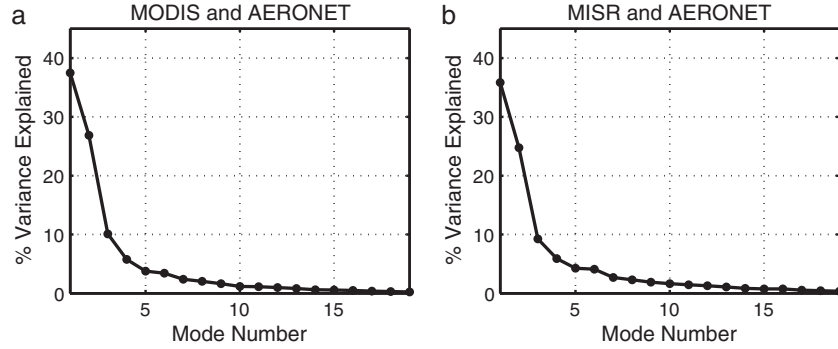 a
MODIS and AERONET
% Variance Explained
40
30
20
10
0
5
10
15
Mode Number
b
MISR and AERONET
% Variance Explained
40
30
20
10
0
5
10
15
Mode Number